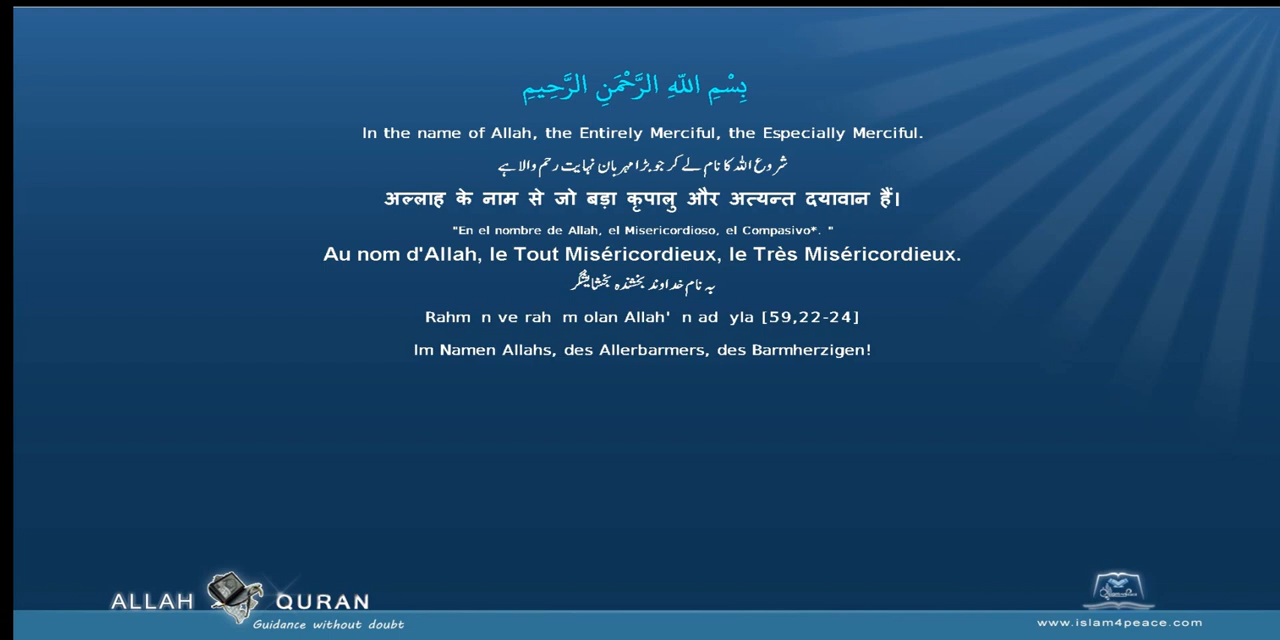 بِسْمِ اللّٰهِ الرَّحْمَنِ الرَّحِيمِ
In the name of Allah, the Entirely Merciful, the Especially Merciful.
شروع اللہ کا نام لے کر جو بڑا مہربان نہایت رحم والا ہے
अल्लाह के नाम से जो बड़ा कृपालु और अत्यन्त दयावान हैं।
"En el nombre de Allah, el Misericordioso, el Compasivo*. "
Au nom d'Allah, le Tout Miséricordieux, le Très Miséricordieux.
به نام خداوند بخشنده بخشایشگر
Rahm n ve rah m olan Allah' n ad yla [59,22-24]
Im Namen Allahs, des Allerbarmers, des Barmherzigen!
ALLAH QURAN
Guidance without doubt
www.islam4peace.com